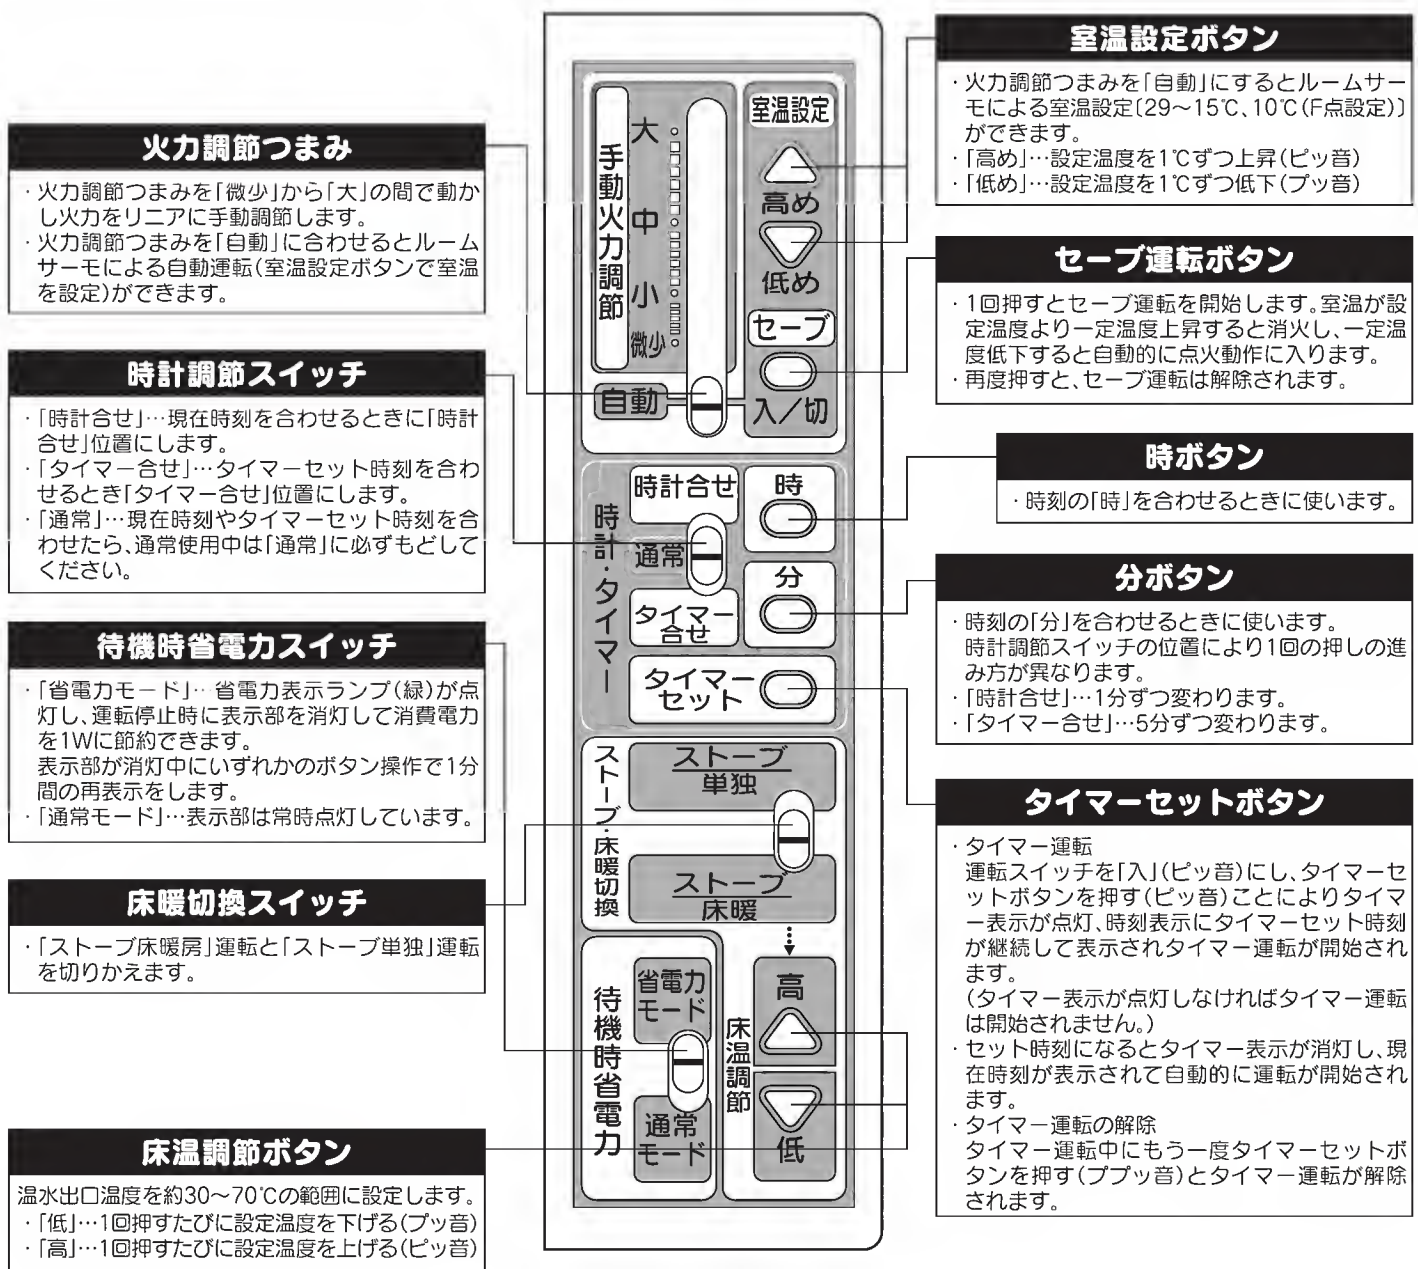 火力調節つまみ
・火力調節つまみを「微少」から「大」の間で動か
し火力をリニアに手動調節します。
・火力調節つまみを「自動」に合わせるとルーム
サーモによる自動運転(室温設定ボタンで室温
を設定)ができます。
時計調節スイッチ
・「時計合せ」…現在時刻を合わせるときに「時計
合せ」位置にします。
・「タイマー合せ」…タイマーセット時刻を合わ
せるとき「タイマー合せ」位置にします。
・「通常」…現在時刻やタイマーセット時刻を合
わせたら、通常使用中は「通常」に必ずもどして
ください。
待機時省電力スイッチ
・「省電力モード」…省電力表示ランプ(緑)が点
灯し、運転停止時に表示部を消灯して消費電力
を1Wに節約できます。
表示部が消灯中にいずれかのボタン操作で1分
間の再表示をします。
・「通常モード」…表示部は常時点灯しています。
床暖切換スイッチ
・「ストーブ床暖房」運転と「ストーブ単独」運転
を切りかえます。
床温調節ボタン
温水出口温度を約30〜70℃の範囲に設定します。
・「低」…1回押すたびに設定温度を下げる(プッ音)
・「高」…1回押すたびに設定温度を上げる(ピッ音)
手動火力調節
大
中
小
微少
自動
室温設定
高め
低め
セーブ
入／切
時計・タイマー
時計合せ
通常
タイマー
合せ
時
分
タイマー
セット
ストーブ・床暖切換
ストーブ
単独
ストーブ
床暖
待機時省電力
省電力
モード
通常
モード
床温調節
高
低
室温設定ボタン
・火力調節つまみを「自動」にするとルームサー
モによる室温設定〔29〜15℃、10℃(F点設定)〕
ができます。
・「高め」…設定温度を1℃ずつ上昇(ピッ音)
・「低め」…設定温度を1℃ずつ低下(プッ音)
セーブ運転ボタン
・1回押すとセーブ運転を開始します。室温が設
定温度より一定温度上昇すると消火し、一定温
度低下すると自動的に点火動作に入ります。
・再度押すと、セーブ運転は解除されます。
時ボタン
・時刻の「時」を合わせるときに使います。
分ボタン
・時刻の「分」を合わせるときに使います。
時計調節スイッチの位置により1回の押しの進
み方が異なります。
・「時計合せ」…1分ずつ変わります。
・「タイマー合せ」…5分ずつ変わります。
タイマーセットボタン
・タイマー運転
運転スイッチを「入」(ピッ音)にし、タイマーセ
ットボタンを押す(ピッ音)ことによりタイマ
ー表示が点灯、時刻表示にタイマーセット時刻
が継続して表示されタイマー運転が開始され
ます。
(タイマー表示が点灯しなければタイマー運転
は開始されません。)
・セット時刻になるとタイマー表示が消灯し、現
在時刻が表示されて自動的に運転が開始され
ます。
・タイマー運転の解除
タイマー運転中にもう一度タイマーセットボ
タンを押す(ププッ音)とタイマー運転が解除
されます。